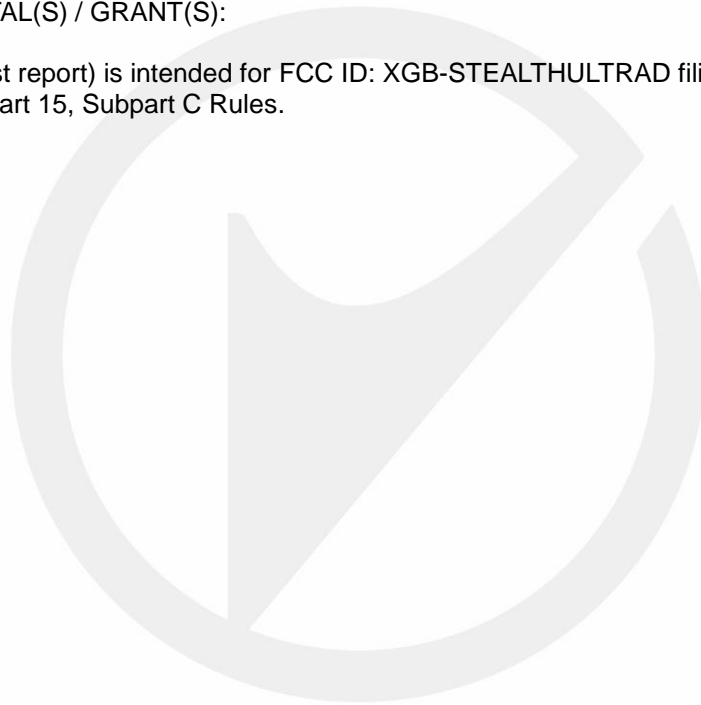 TAL(S) / GRANT(S):
st report) is intended for FCC ID: XGB-STEALTHULTRAD fili
art 15, Subpart C Rules.